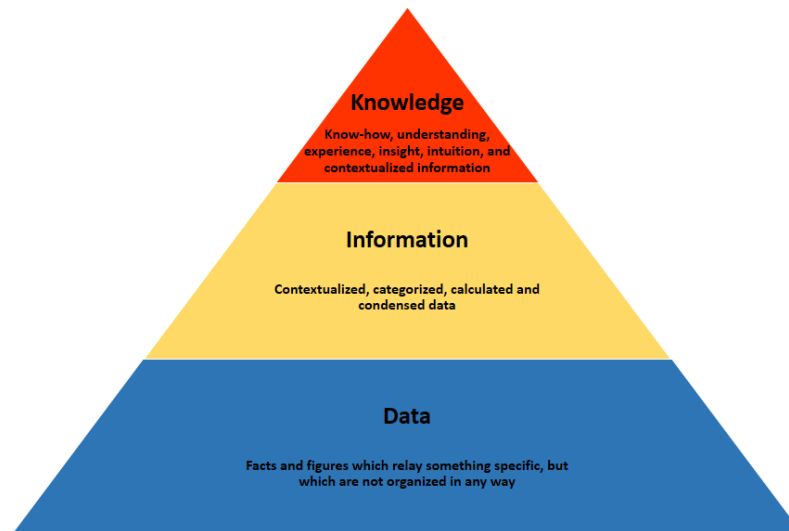 Knowledge
Know-how, understanding,
experience, insight, intuition, and
contextualized information
Information
Contextualized, categorized, calculated and
condensed data
Data
Facts and figures which relay something specific, but
which are not organized in any way